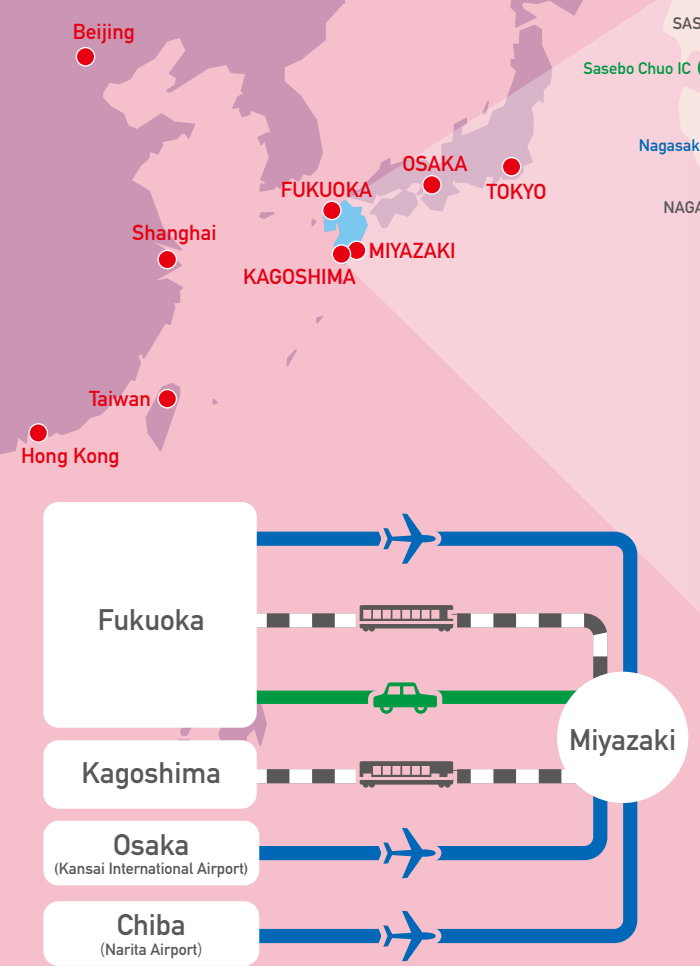 Beijing
SAS
Sasebo Chuo IC
Nagasak
OSAKA
TOKYO
FUKUOKA
NAGA
Shanghai
MIYAZAKI
KAGOSHIMA
Taiwan
Hong Kong
Fukuoka
Miyazaki
Kagoshima
Osaka
(Kansai International Airport)
Chiba
(Narita Airport)